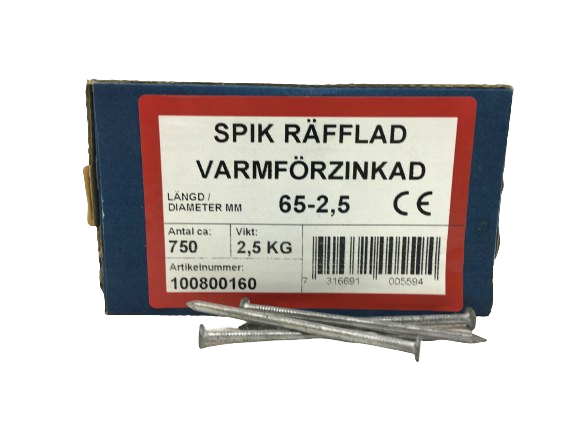 SPIK RÄFFLAD
VARMFÖRZINKAD
LÄNGD /
DIAMETER MM
65-2,5
CE
Antal ca:
750
Vikt:
2,5 KG
Artikelnummer:
100800160
7 316691 005594